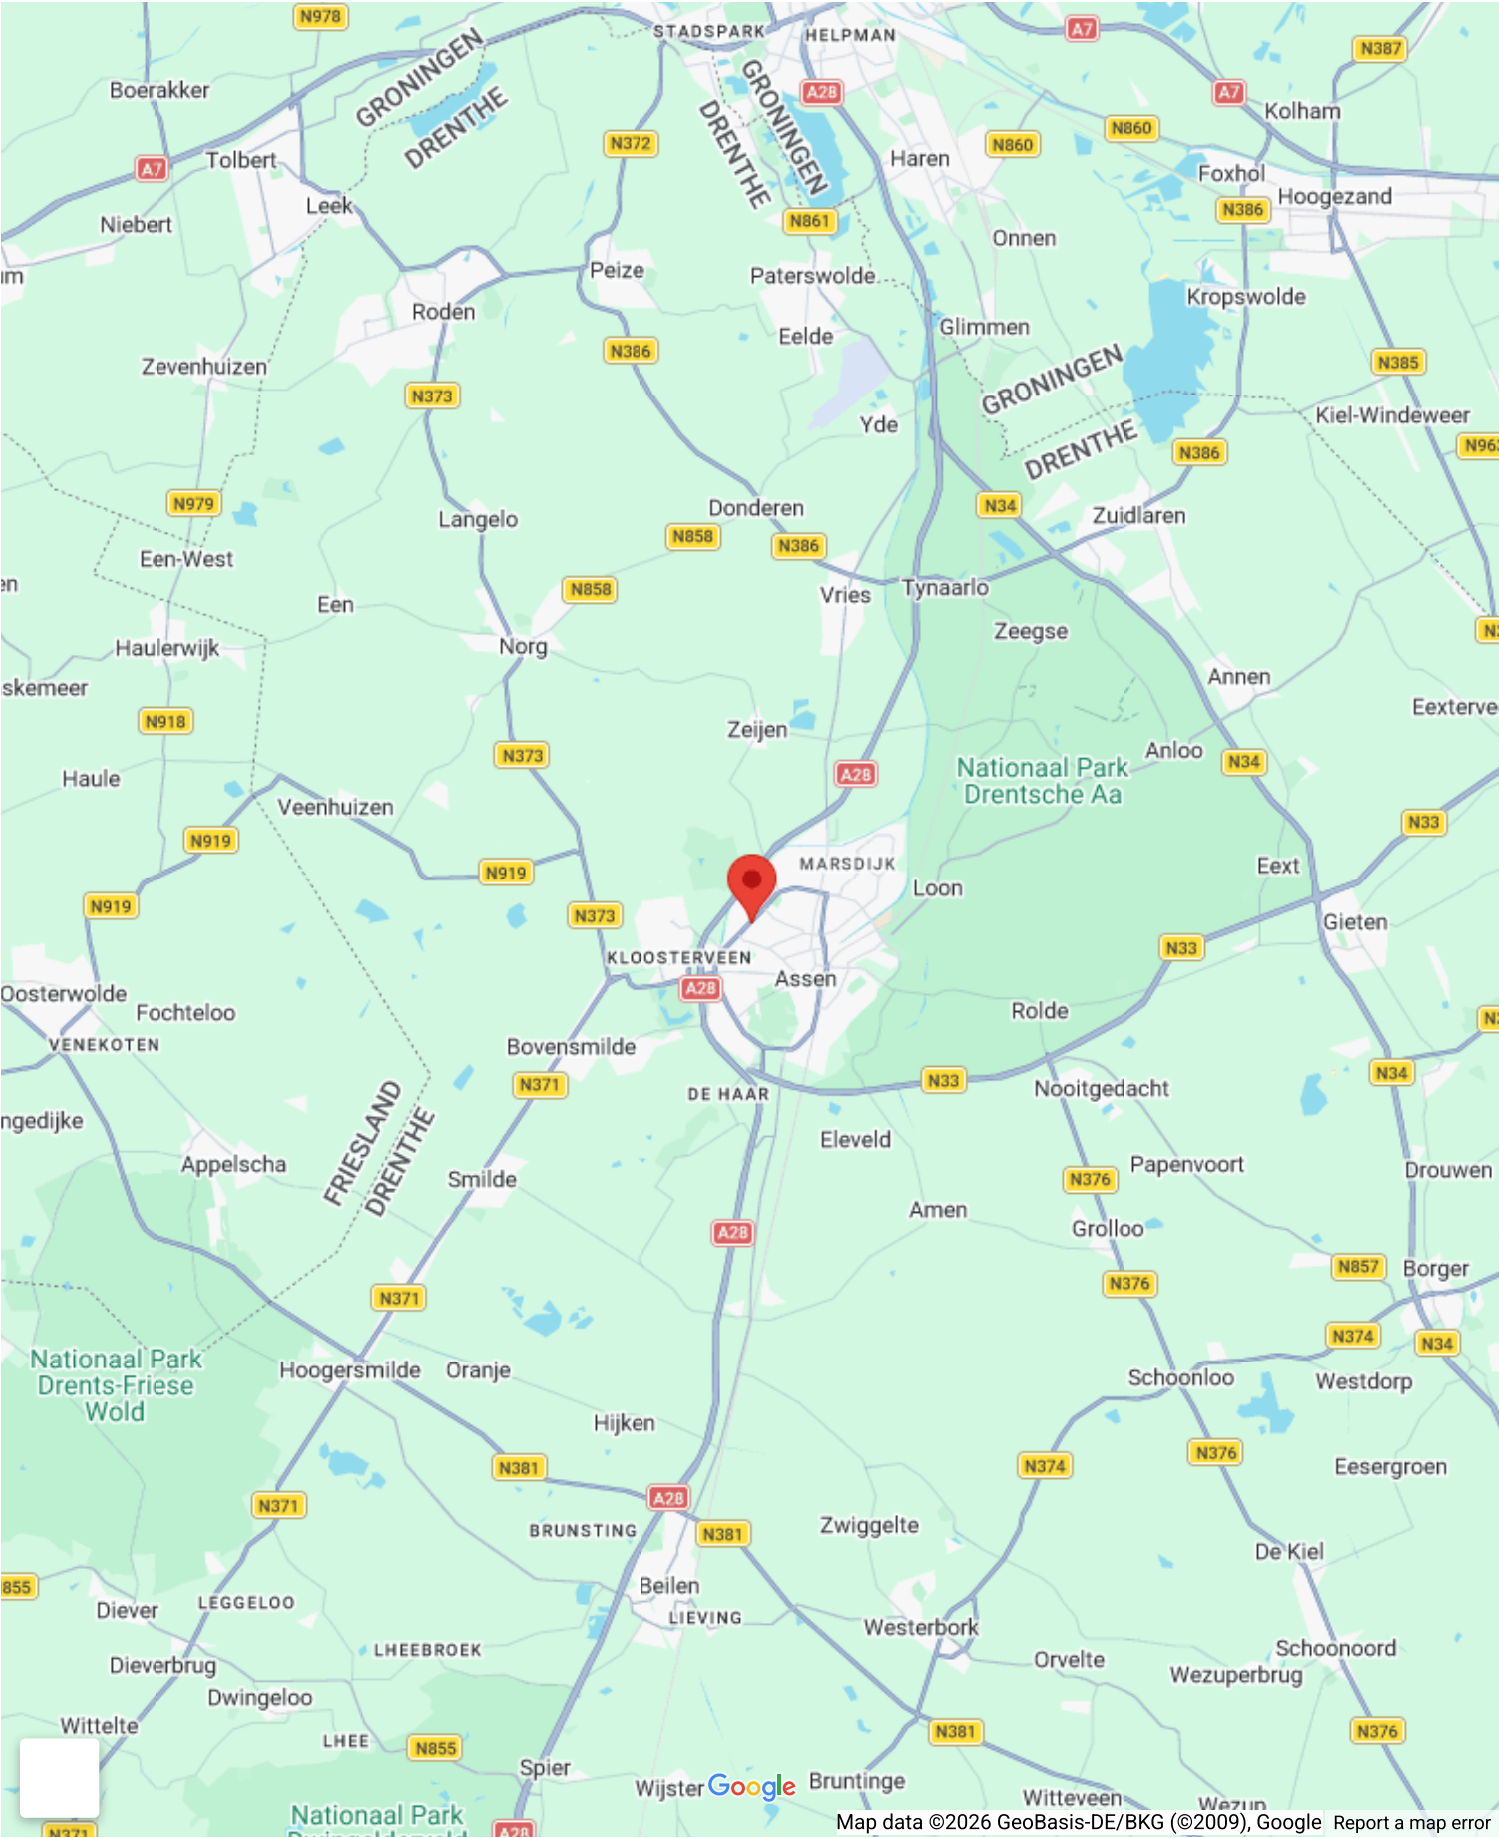 N978
STADSPARK
HELPMAN
A7
N387
Boerakker
GRONINGEN
DRENTHE
GRONINGEN
DRENTHE
A28
A7
Kolham
N372
N860
N860
Tolbert
A7
Haren
Foxhol
Hoogezand
Leek
N386
Niebert
N861
Onnen
Peize
Paterswolde
Kropswolde
Roden
Glimmen
Eelde
N386
GRONINGEN
DRENTHE
N385
Zevenhuizen
N373
Yde
Kiel-Windeweer
N386
N979
Langelo
Donderen
N34
Zuidlaren
N858
N386
Een-West
N858
Vries
Tynaarlo
Een
Zeegse
Haulerwijk
Norg
Annen
skemeer
N918
Zeijen
Eexterve
N373
Anloo
A28
Nationaal Park
Drentsche Aa
N34
Haule
Veenhuizen
N919
N33
MARSDIJK
N919
Eext
Loon
N919
N373
Gieten
N33
KLOOSTERVEEN
Assen
A28
Oosterwolde
Fochteloo
Rolde
VENEKOTEN
Bovensmilde
N371
N33
N34
DE HAAR
Nooitgedacht
ngedijke
FRIESLAND
DRENTHE
Eleveld
Appelscha
Smilde
N376
Papenvoort
Drouwen
Amen
Grolloo
A28
N857
Borger
N371
N376
N374
N34
Nationaal Park
Drents-Friese
Wold
Hoogersmilde
Oranje
Schoonloo
Westdorp
Hijken
N381
N374
N376
Eesergroen
N371
A28
BRUNSTING
N381
Zwiggelte
De Kiel
855
Beilen
Diever
LEGGELOO
LIEVING
Westerbork
LHEEBROEK
Schoonoord
Dieverbrug
Orvelte
Wezuperbrug
Dwingeloo
Wittelte
LHEE
N855
N381
N376
Spier
Wijster
Google
Bruntinge
Witteveen
Wezup
Nationaal Park
Dwingelderveld
N371
A28
Map data ©2026 GeoBasis-DE/BKG (©2009), Google
Report a map error